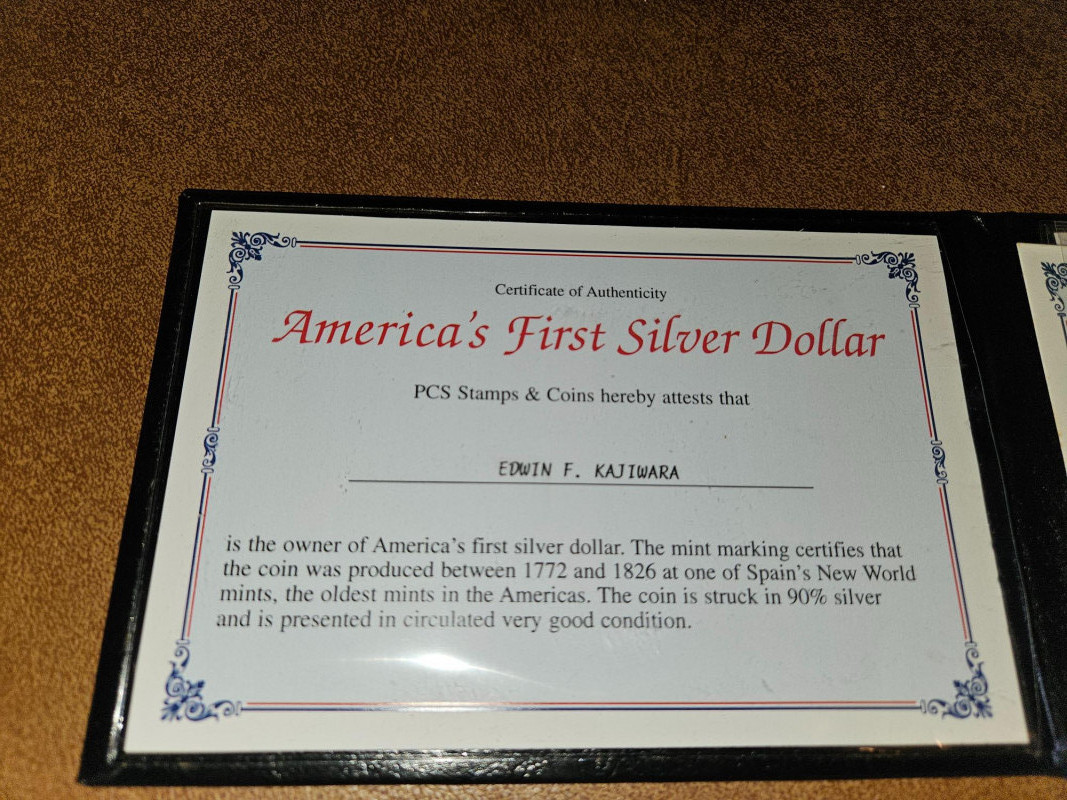 Certificate of Authenticity
America's First Silver Dollar
PCS Stamps & Coins hereby attests that
EDWIN F. KAJIWARA
is the owner of America's first silver dollar. The mint marking certifies that
the coin was produced between 1772 and 1826 at one of Spain's New World
mints, the oldest mints in the Americas. The coin is struck in 90% silver
and is presented in circulated very good condition.